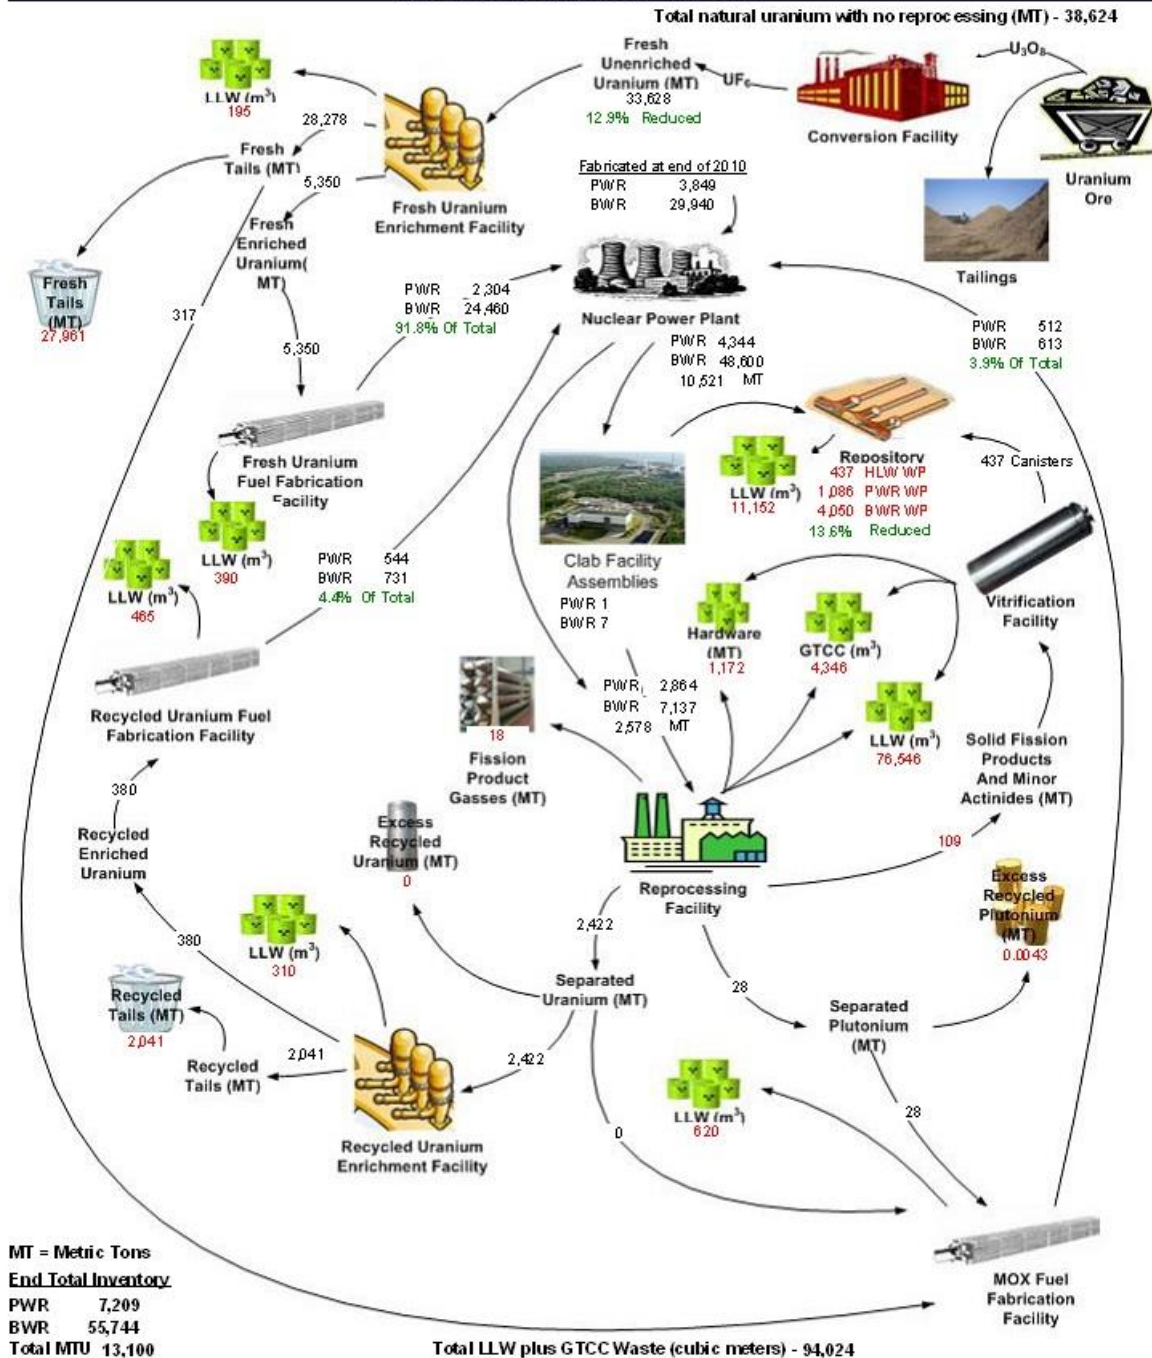 Total natural uranium with no reprocessing (MT) - 38,624
U₃O₈
Fresh
Unenriched
Uranium (MT)
33,628
12.9% Reduced
UF₆
Conversion Facility
Uranium
Ore
Tailings
LLW (m³)
195
28,278
Fresh
Tails (MT)
5,350
Fresh Uranium
Enrichment Facility
Fresh
Enriched
Uranium(
MT)
Fresh
Tails
(MT)
27,961
317
5,350
Fabricated at end of 2010
PWR 3,849
BWR 29,940
Nuclear Power Plant
PWR 2,304
BWR 24,460
91.8% Of Total
PWR 512
BWR 613
3.9% Of Total
PWR 4,344
BWR 48,600
10,521 MT
Fresh Uranium
Fuel Fabrication
Facility
LLW (m³)
390
LLW (m³)
465
PWR 544
BWR 731
4.4% Of Total
Clab Facility
Assemblies
PWR 1
BWR 7
LLW (m³)
11,152
Repository
437 HLW WP
1,086 PWR WP
4,050 BWR WP
13.6% Reduced
437 Canisters
Vitrification
Facility
Hardware
(MT)
1,172
GTCC (m³)
4,346
LLW (m³)
76,546
Recycled Uranium Fuel
Fabrication Facility
18
Fission
Product
Gasses (MT)
PWR 2,864
BWR 7,137
2,578 MT
Solid Fission
Products
And Minor
Actinides (MT)
380
Recycled
Enriched
Uranium
Excess
Recycled
Uranium (MT)
0
Reprocessing
Facility
109
Excess
Recycled
Plutonium
(MT)
0.0043
380
LLW (m³)
310
2,422
Separated
Uranium (MT)
28
Separated
Plutonium
(MT)
Recycled
Tails (MT)
2,041
2,041
Recycled
Tails (MT)
2,422
Recycled Uranium
Enrichment Facility
0
LLW (m³)
620
28
MOX Fuel
Fabrication
Facility
MT = Metric Tons
End Total Inventory
PWR 7,209
BWR 55,744
Total MTU 13,100
Total LLW plus GTCC Waste (cubic meters) - 94,024